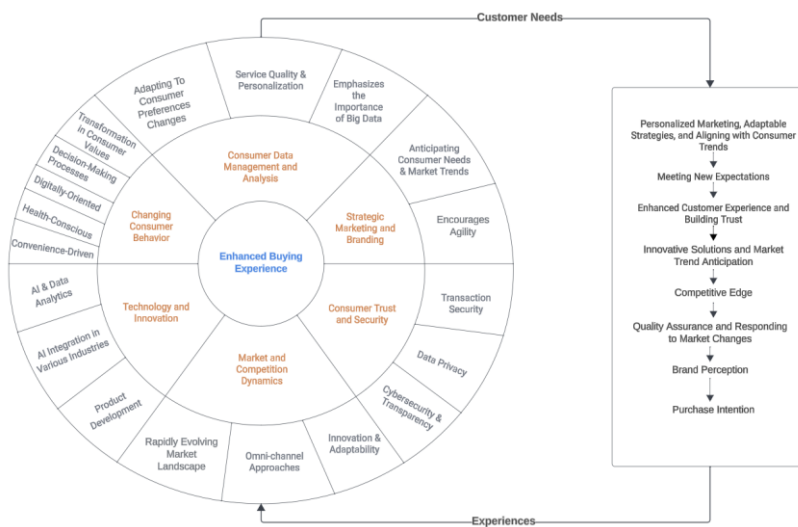 Customer Needs
Service Quality &
Personalization
Emphasizes
the
Importance
of Big Data
Adapting To
Consumer
Preferences
Changes
Transformation
in Consumer
Values
Decision-Making
Processes
Digitally-Oriented
Health-Conscious
Convenience-Driven
AI & Data
Analytics
AI Integration in
Various Industries
Product
Development
Rapidly Evolving
Market
Landscape
Omni-channel
Approaches
Innovation &
Adaptability
Cybersecurity &
Transparency
Data Privacy
Transaction
Security
Encourages
Agility
Anticipating
Consumer Needs
& Market Trends
Consumer Data
Management and
Analysis
Strategic
Marketing and
Branding
Consumer Trust
and Security
Market and
Competition
Dynamics
Technology and
Innovation
Changing
Consumer
Behavior
Enhanced Buying
Experience
Personalized Marketing, Adaptable
Strategies, and Aligning with Consumer
Trends
Meeting New Expectations
Enhanced Customer Experience and
Building Trust
Innovative Solutions and Market
Trend Anticipation
Competitive Edge
Quality Assurance and Responding
to Market Changes
Brand Perception
Purchase Intention
Experiences